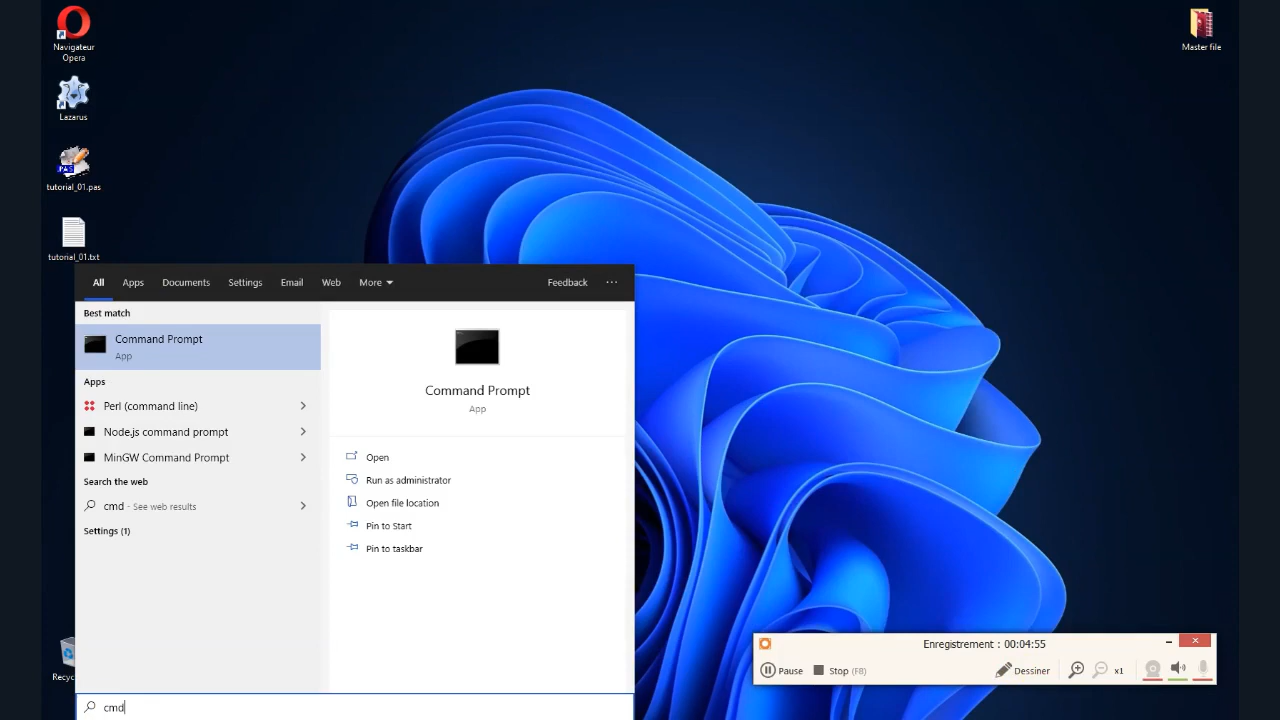 Navigateur
Opera
Lazarus
PAS
tutorial_01.pas
tutorial_01.txt
Master file
All
Apps
Documents
Settings
Email
Web
More
Feedback
...
Best match
Command Prompt
App
Apps
Perl (command line)
Node.js command prompt
MinGW Command Prompt
Search the web
cmd - See web results
Settings (1)
Command Prompt
App
Open
Run as administrator
Open file location
Pin to Start
Pin to taskbar
Recyc
cmd
Enregistrement : 00:04:55
Pause
Stop (F8)
Dessiner
x1